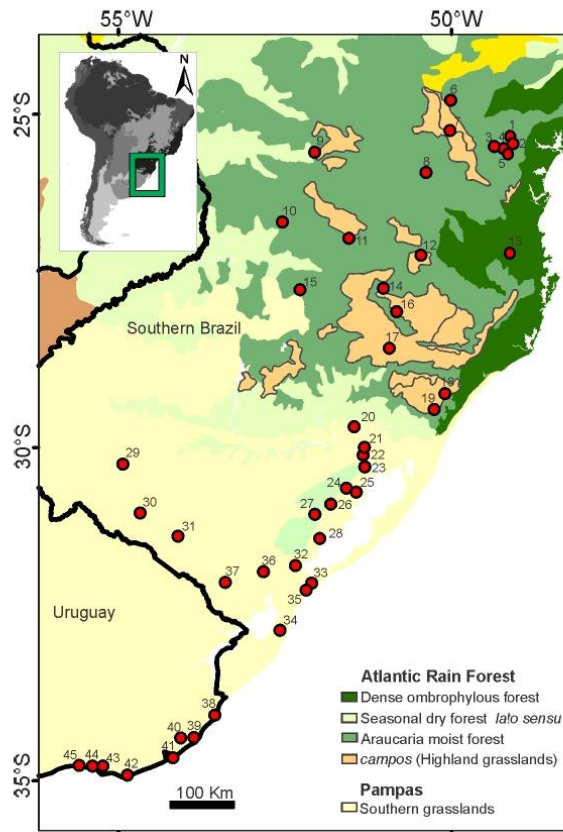 55°W
50°W
N
25°S
6
1
3
4
2
5
9
8
10
11
12
13
15
14
16
Southern Brazil
17
18
19
20
30°S
21
22
29
23
24
25
30
27
26
31
28
36
32
37
33
35
Uruguay
34
38
40
39
41
45
44
43
42
35°S
100 Km
Atlantic Rain Forest
Dense ombrophylous forest
Seasonal dry forest lato sensu
Araucaria moist forest
campos (Highland grasslands)
Pampas
Southern grasslands